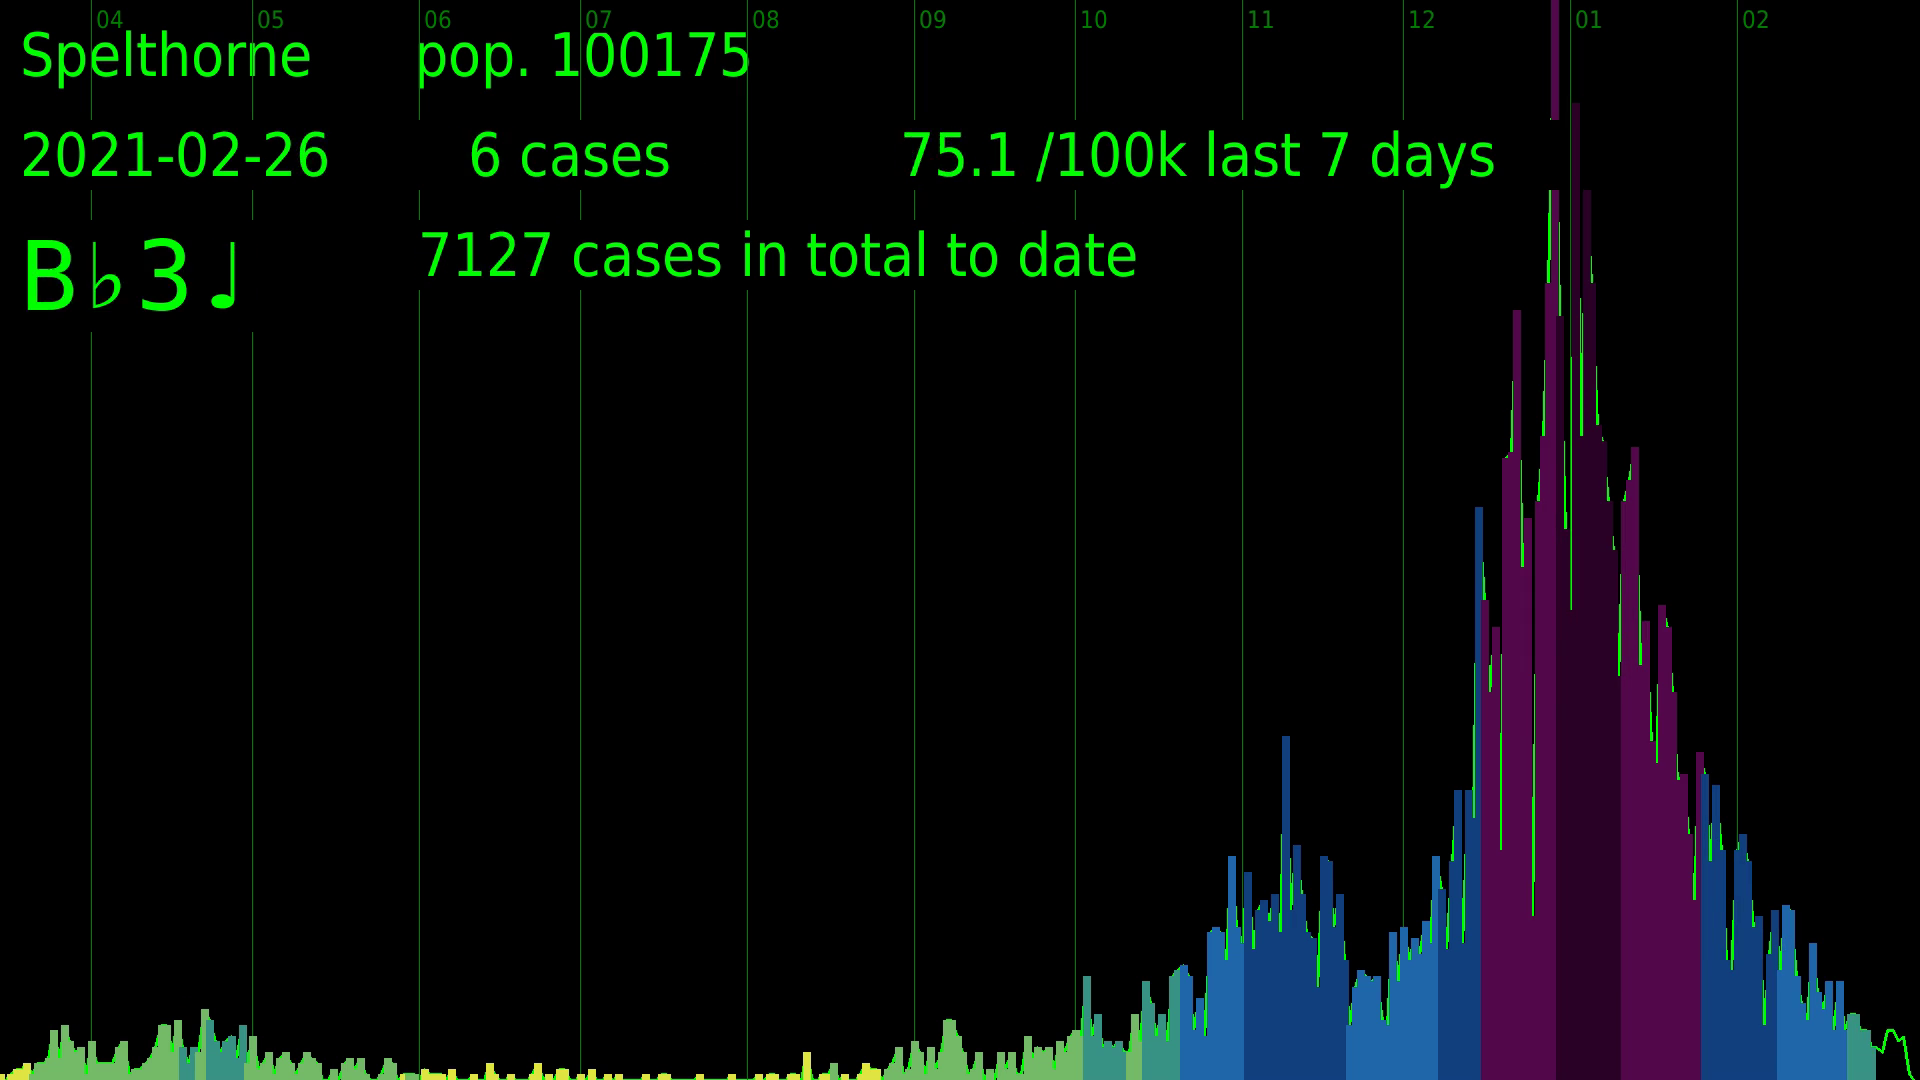 04 05 06 07 08 09 10 11 12 01 02
Spelthorne pop. 100175
2021-02-26 6 cases 75.1 /100k last 7 days
B♭3♩ 7127 cases in total to date